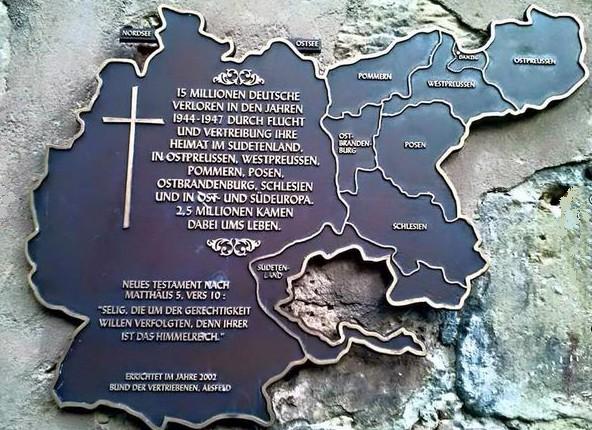 NORDSEE
OSTSEE
15 MILLIONEN DEUTSCHE
VERLOREN IN DEN JAHREN
1944-1947 DURCH FLUCHT
UND VERTREIBUNG IHRE
HEIMAT IM SUDETENLAND,
IN OSTPREUSSEN, WESTPREUSSEN,
POMMERN, POSEN,
OSTBRANDENBURG, SCHLESIEN
UND IN OST- UND SÜDEUROPA.
2,5 MILLIONEN KAMEN
DABEI UMS LEBEN.
NEUES TESTAMENT NACH
MATTHÄUS 5, VERS 10 :
"SELIG, DIE UM DER GERECHTIGKEIT
WILLEN VERFOLGTEN, DENN IHRER
IST DAS HIMMELREICH."
ERRICHTET IM JAHRE 2002
BUND DER VERTRIEBENEN, ALSFELD
POMMERN
DANZIG
WESTPREUSSEN
OSTPREUSSEN
OST-
BRANDEN-
BURG
POSEN
SCHLESIEN
SUDETEN-
LAND